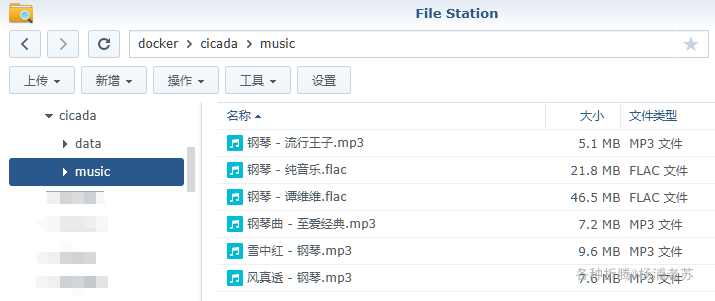 File Station
docker > cicada > music
上传 新增 操作 工具 设置
cicada
data
music
名称 大小 文件类型
钢琴 - 流行王子.mp3 5.1 MB MP3 文件
钢琴 - 纯音乐.flac 21.8 MB FLAC 文件
钢琴 - 谭维维.flac 46.5 MB FLAC 文件
钢琴曲 - 至爱经典.mp3 7.2 MB MP3 文件
雪中红 - 钢琴.mp3 9.6 MB MP3 文件
风真透 - 钢琴.mp3 7.6 MB MP3 文件
各种折腾@杨浦老苏